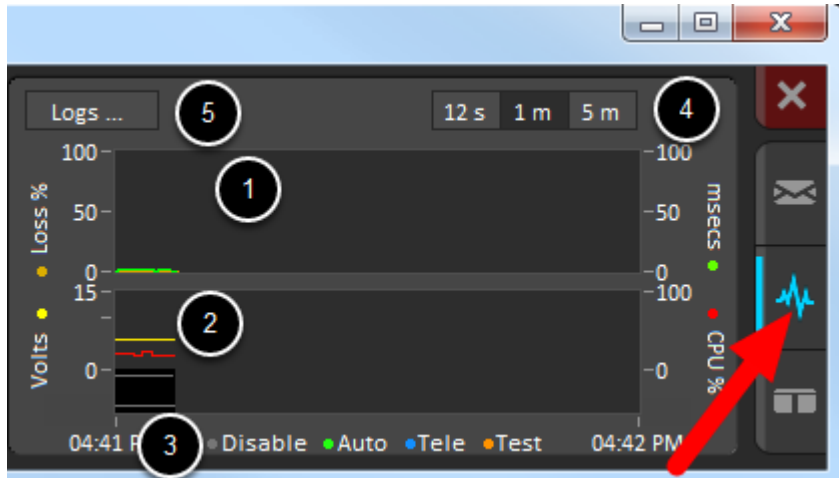 Logs ... 5 12 s 1 m 5 m 4
100 100
1
Loss % 50 50 msecs
0 0
15 100
2
Volts 0 0 CPU %
04:41 3 Disable Auto Tele Test 04:42 PM